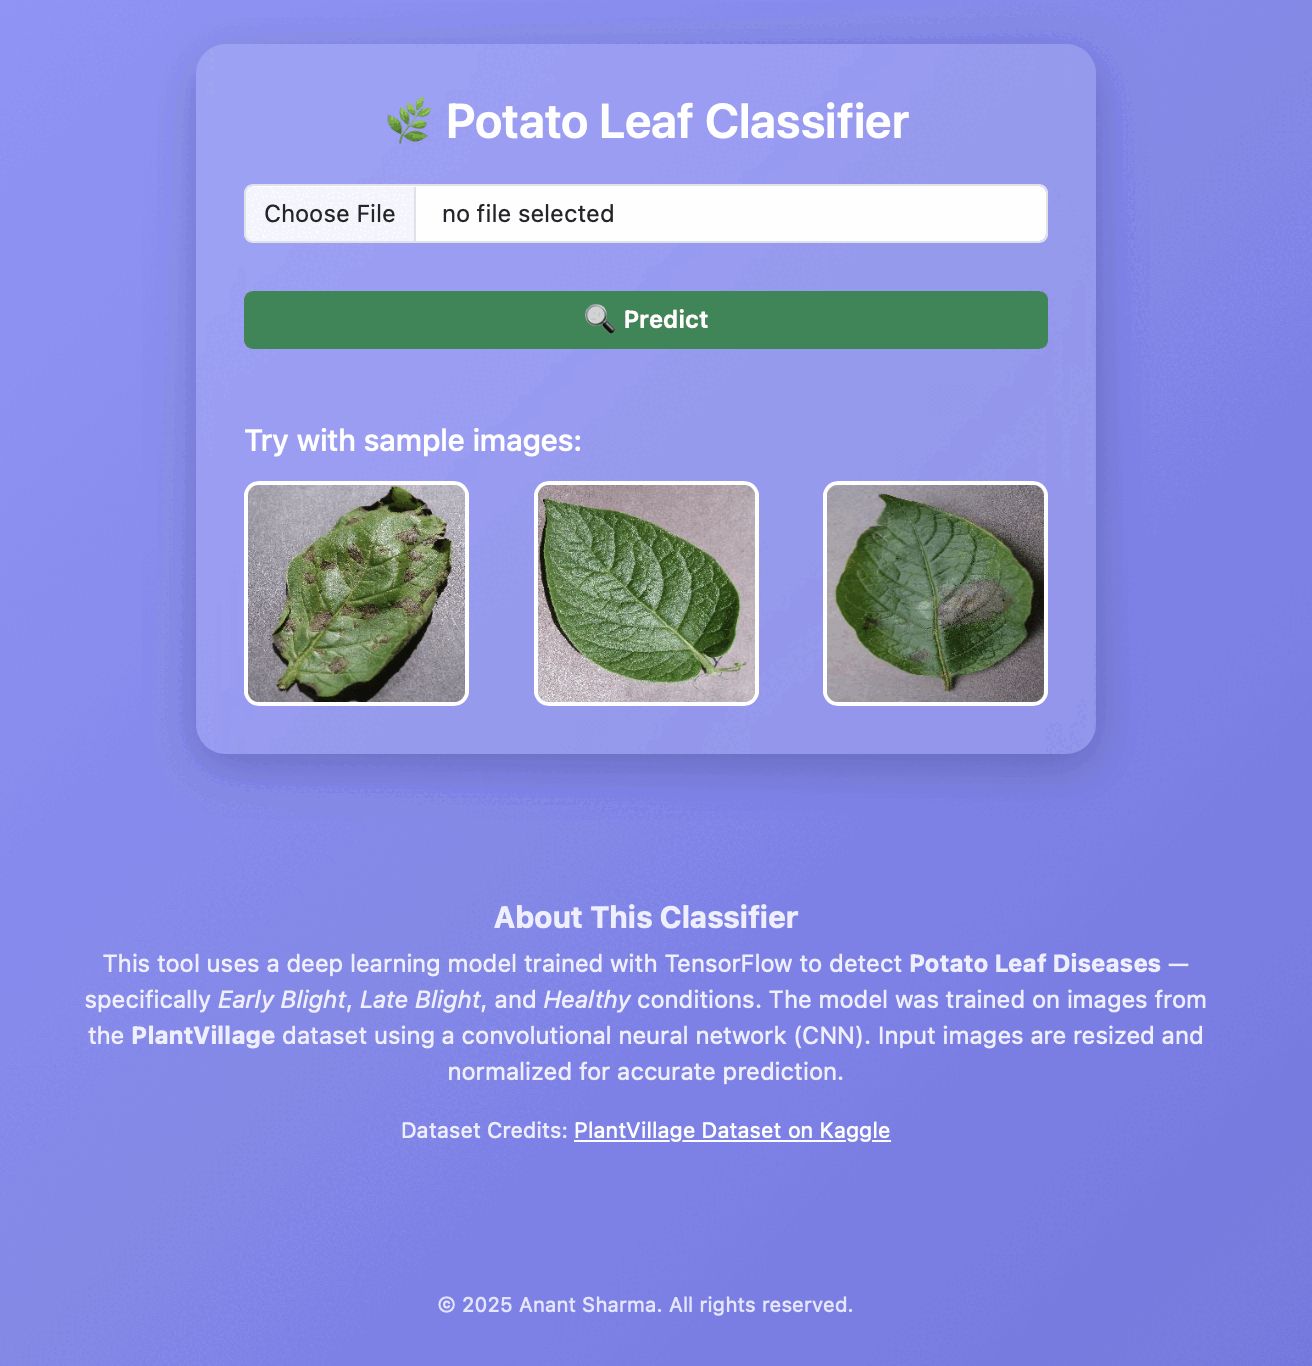 🌿 Potato Leaf Classifier
Choose File no file selected
🔍 Predict
Try with sample images:
About This Classifier
This tool uses a deep learning model trained with TensorFlow to detect Potato Leaf Diseases —
specifically Early Blight, Late Blight, and Healthy conditions. The model was trained on images from
the PlantVillage dataset using a convolutional neural network (CNN). Input images are resized and
normalized for accurate prediction.
Dataset Credits: PlantVillage Dataset on Kaggle
© 2025 Anant Sharma. All rights reserved.